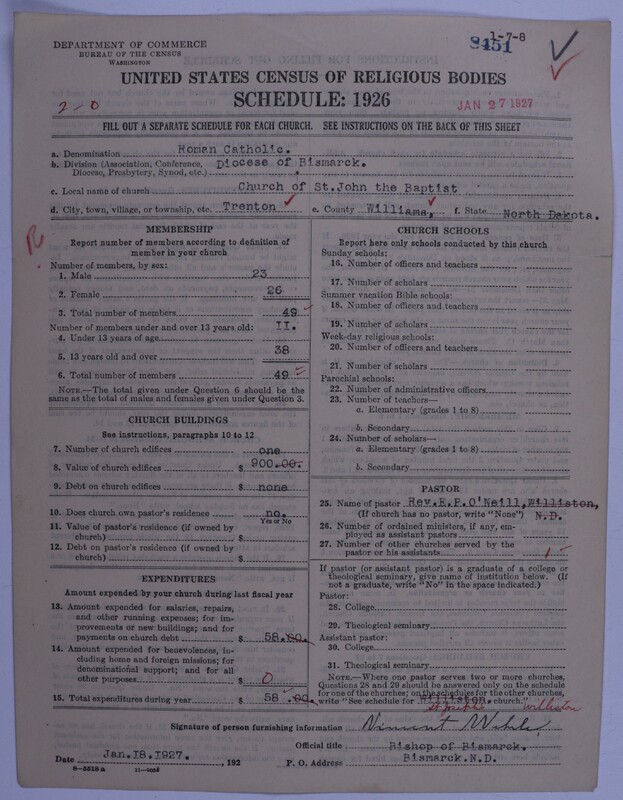 DEPARTMENT OF COMMERCE
BUREAU OF THE CENSUS
WASHINGTON
1-7-8
8451
UNITED STATES CENSUS OF RELIGIOUS BODIES
SCHEDULE: 1926
2-0
JAN 27 1927
FILL OUT A SEPARATE SCHEDULE FOR EACH CHURCH. SEE INSTRUCTIONS ON THE BACK OF THIS SHEET
a. Denomination Roman Catholic.
b. Division (Association, Conference, Diocese, Presbytery, Synod, etc.) Diocese of Bismarck.
c. Local name of church Church of St.John the Baptist
d. City, town, village, or township, etc. Trenton e. County Williams, f. State North Dakota.
R
MEMBERSHIP
Report number of members according to definition of
member in your church
Number of members, by sex:
1. Male 23
2. Female 26
3. Total number of members 49
Number of members under and over 13 years old:
4. Under 13 years of age II.
5. 13 years old and over 38
6. Total number of members 49
NOTE.—The total given under Question 6 should be the
same as the total of males and females given under Question 3.
CHURCH BUILDINGS
See instructions, paragraphs 10 to 12
7. Number of church edifices one
8. Value of church edifices $ 900.00.
9. Debt on church edifices $ none
10. Does church own pastor's residence no.
Yes or No
11. Value of pastor's residence (if owned by
church) $
12. Debt on pastor's residence (if owned by
church) $
EXPENDITURES
Amount expended by your church during last fiscal year
13. Amount expended for salaries, repairs,
and other running expenses; for im-
provements or new buildings; and for
payments on church debt $ 58.00.
14. Amount expended for benevolences, in-
cluding home and foreign missions; for
denominational support; and for all
other purposes $ 0
15. Total expenditures during year $ 58.00.
CHURCH SCHOOLS
Report here only schools conducted by this church
Sunday schools:
16. Number of officers and teachers
17. Number of scholars
Summer vacation Bible schools:
18. Number of officers and teachers
19. Number of scholars
Week-day religious schools:
20. Number of officers and teachers
21. Number of scholars
Parochial schools:
22. Number of administrative officers
23. Number of teachers—
a. Elementary (grades 1 to 8)
b. Secondary
24. Number of scholars—
a. Elementary (grades 1 to 8)
b. Secondary
PASTOR
25. Name of pastor Rev.E.P.O'Neill, Williston,
(If church has no pastor, write "None") N.D.
26. Number of ordained ministers, if any, em-
ployed as assistant pastors
27. Number of other churches served by the
pastor or his assistants 1
If pastor (or assistant pastor) is a graduate of a college or
theological seminary, give name of institution below. (If
not a graduate, write "No" in the space indicated.)
Pastor:
28. College
29. Theological seminary
Assistant pastor:
30. College
31. Theological seminary
NOTE.—Where one pastor serves two or more churches,
Questions 28 and 29 should be answered only on the schedule
for one of the churches; on the schedules for the other churches,
write "See schedule for Williston. church."
St Joseph's Williston
Signature of person furnishing information Vincent Wehrle
Official title Bishop of Bismarck.
Date Jan.18.1927. , 192 P. O. Address Bismarck.N.D.
8-5518a